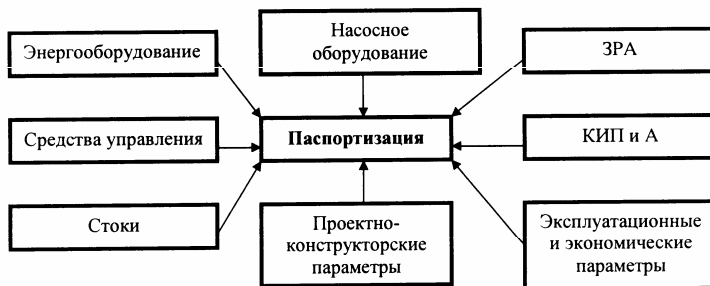 Энергооборудование
Насосное
оборудование
ЗРА
Средства управления
Паспортизация
КИП и А
Стоки
Проектно-
конструкторские
параметры
Эксплуатационные
и экономические
параметры